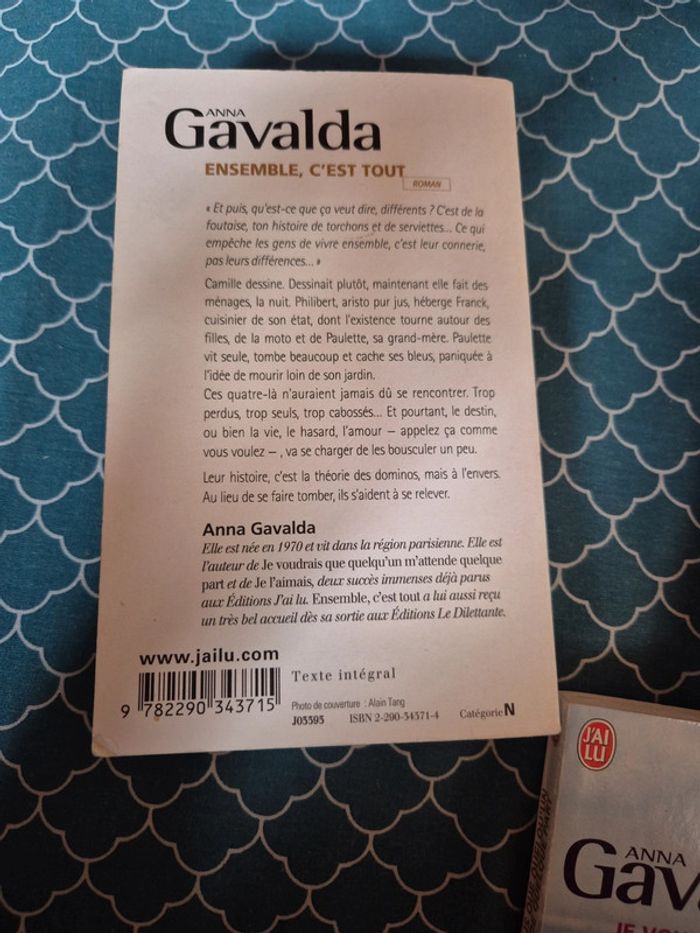 ANNA
Gavalda
ENSEMBLE, C'EST TOUT
ROMAN
« Et puis, qu'est-ce que ça veut dire, différents ? C'est de la
foutaise, ton histoire de torchons et de serviettes... Ce qui
empêche les gens de vivre ensemble, c'est leur connerie,
pas leurs différences... »
Camille dessine. Dessinait plutôt, maintenant elle fait des
ménages, la nuit. Philibert, aristo pur jus, héberge Franck,
cuisinier de son état, dont l'existence tourne autour des
filles, de la moto et de Paulette, sa grand-mère. Paulette
vit seule, tombe beaucoup et cache ses bleus, paniquée à
l'idée de mourir loin de son jardin.
Ces quatre-là n'auraient jamais dû se rencontrer. Trop
perdus, trop seuls, trop cabossés... Et pourtant, le destin,
ou bien la vie, le hasard, l'amour – appelez ça comme
vous voulez – , va se charger de les bousculer un peu.
Leur histoire, c'est la théorie des dominos, mais à l'envers.
Au lieu de se faire tomber, ils s'aident à se relever.
Anna Gavalda
Elle est née en 1970 et vit dans la région parisienne. Elle est
l'auteur de Je voudrais que quelqu'un m'attende quelque
part et de Je l'aimais, deux succès immenses déjà parus
aux Éditions J'ai lu. Ensemble, c'est tout a lui aussi reçu
un très bel accueil dès sa sortie aux Éditions Le Dilettante.
www.jailu.com
Texte intégral
9 782290 343715
Photo de couverture : Alain Tang
J03595 ISBN 2-290-34371-4 Catégorie N
J'AI
LU
ANNA
Gav